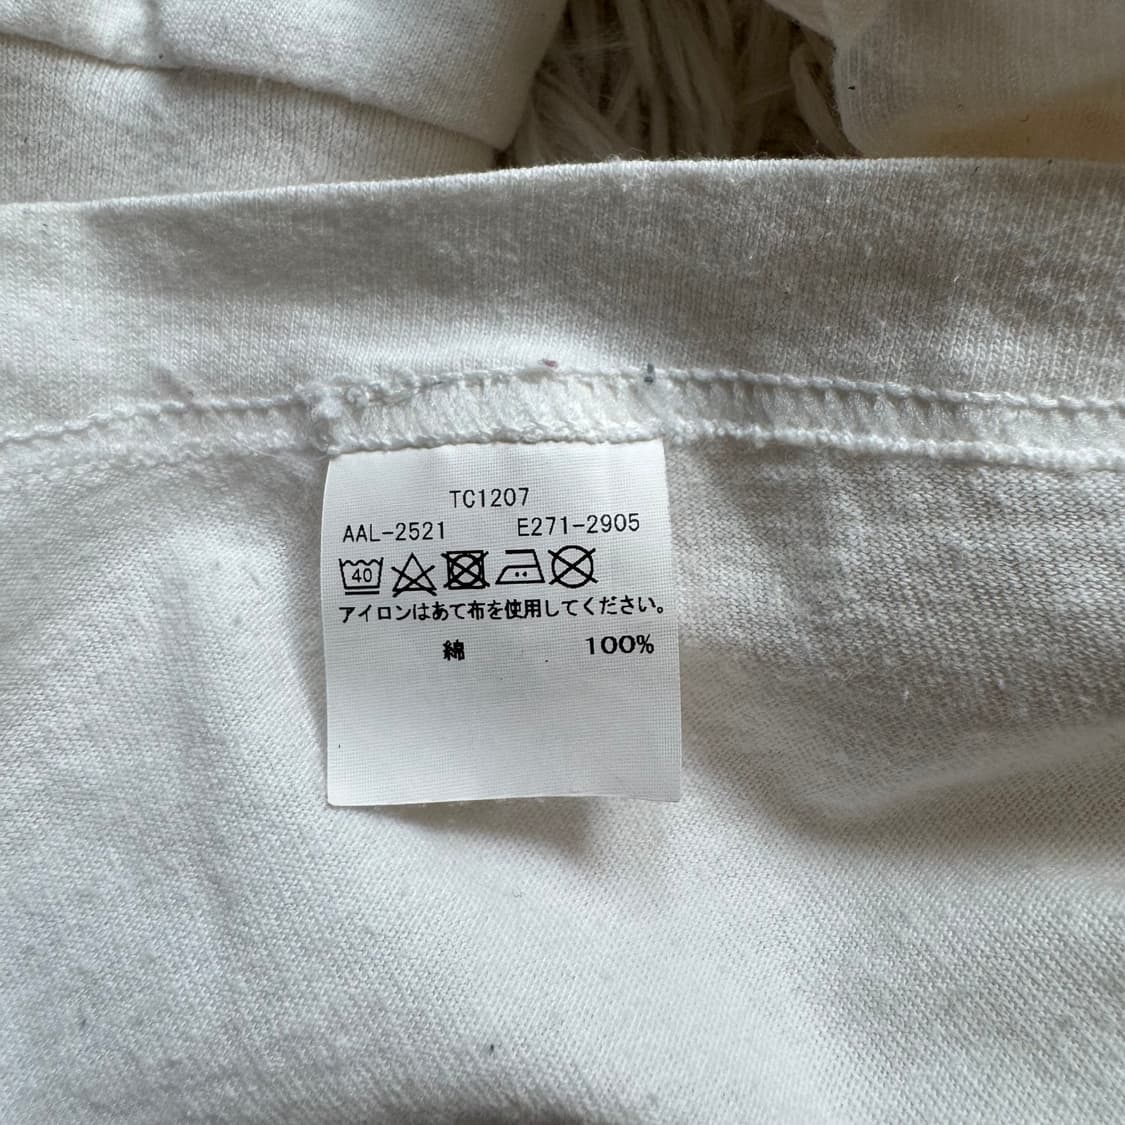 TC1207
AAL-2521 E271-2905
40
アイロンはあて布を使用してください。
綿 100%